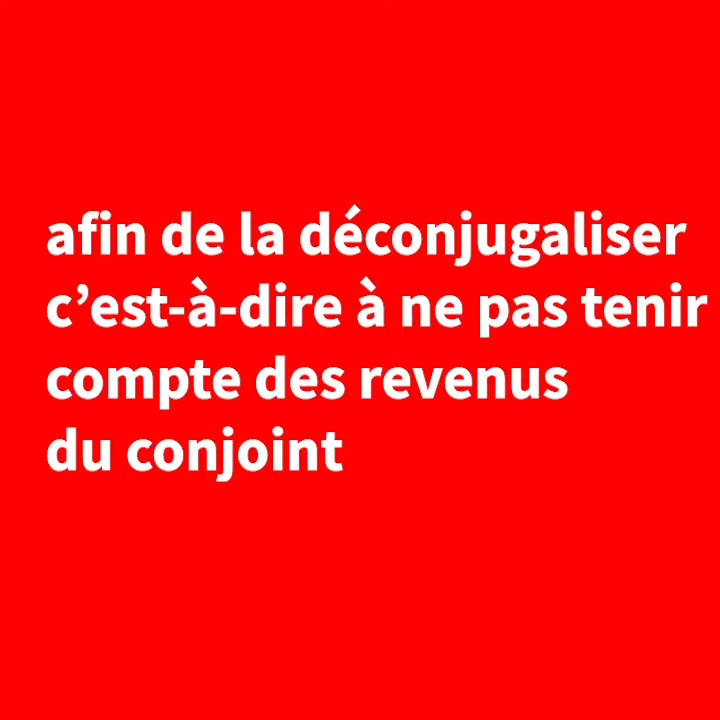 afin de la déconjugaliser
c’est-à-dire à ne pas tenir
compte des revenus
du conjoint